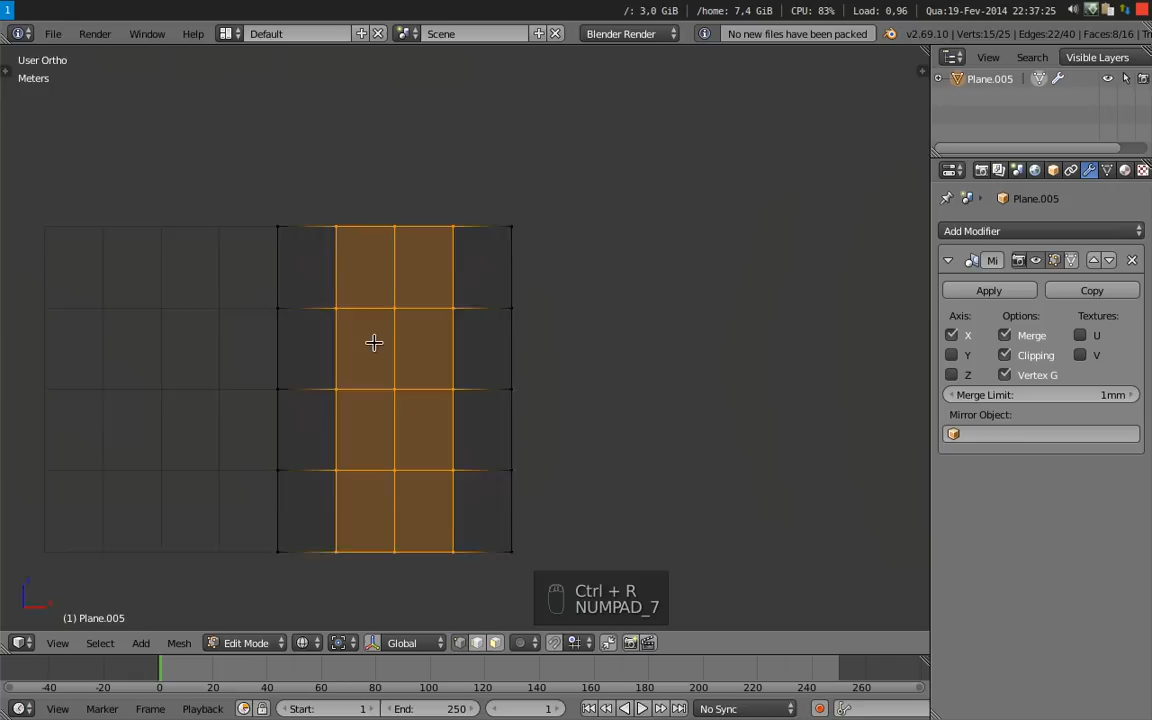 1
/: 3,0 GiB
/home: 7,4 GiB
CPU: 83%
Load: 0,96
Qua:19-Fev-2014 22:37:25
File
Render
Window
Help
Default
Scene
Blender Render
No new files have been packed
v2.69.10 | Verts:15/25 | Edges:22/40 | Faces:8/16 |
User Ortho
Meters
View
Search
Visible Layers
Plane.005
Plane.005
Add Modifier
Mi
Apply
Copy
Axis:
Options:
Textures:
X
Merge
U
Y
Clipping
V
Z
Vertex G
Merge Limit:
1mm
Mirror Object:
Ctrl + R
NUMPAD_7
(1) Plane.005
View
Select
Add
Mesh
Edit Mode
Global
-40
-20
0
20
40
60
80
100
120
140
160
180
200
220
240
260
View
Marker
Frame
Playback
Start:
1
End:
250
1
No Sync